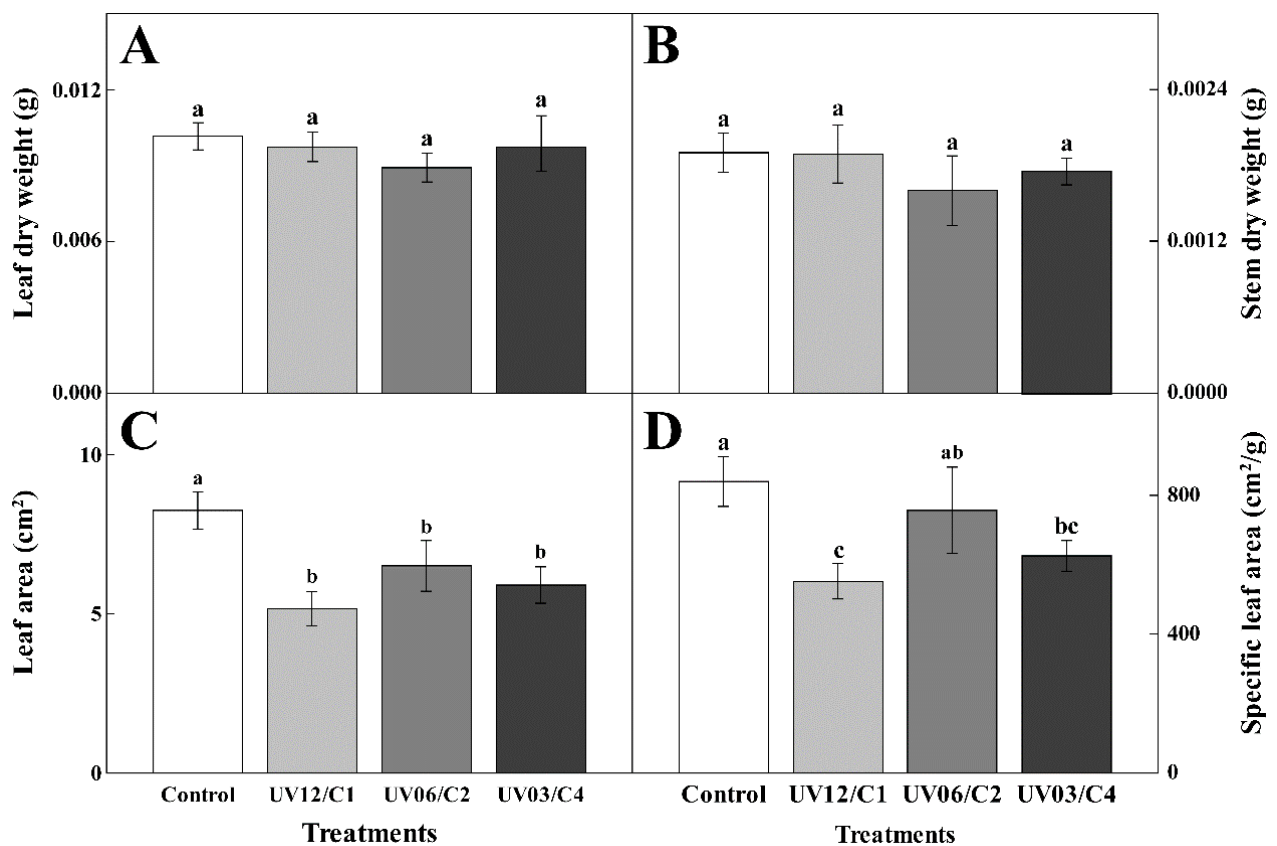 A
Leaf dry weight (g)
0.012
0.006
0.000
a
a
a
a
B
Stem dry weight (g)
0.0024
0.0012
0.0000
a
a
a
a
C
Leaf area (cm²)
10
5
0
a
b
b
b
Control UV12/C1 UV06/C2 UV03/C4
Treatments
D
Specific leaf area (cm²/g)
800
400
0
a
c
ab
bc
Control UV12/C1 UV06/C2 UV03/C4
Treatments